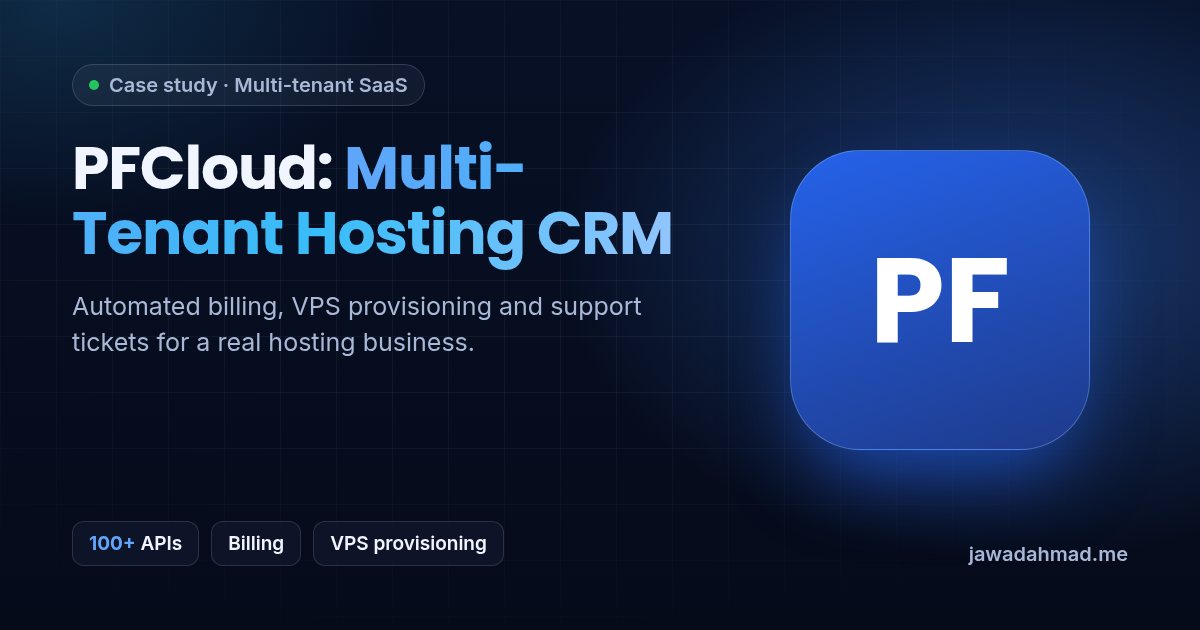 Case study · Multi-tenant SaaS
PFCloud: Multi-
Tenant Hosting CRM
Automated billing, VPS provisioning and support
tickets for a real hosting business.
PF
100+ APIs
Billing
VPS provisioning
jawadahmad.me